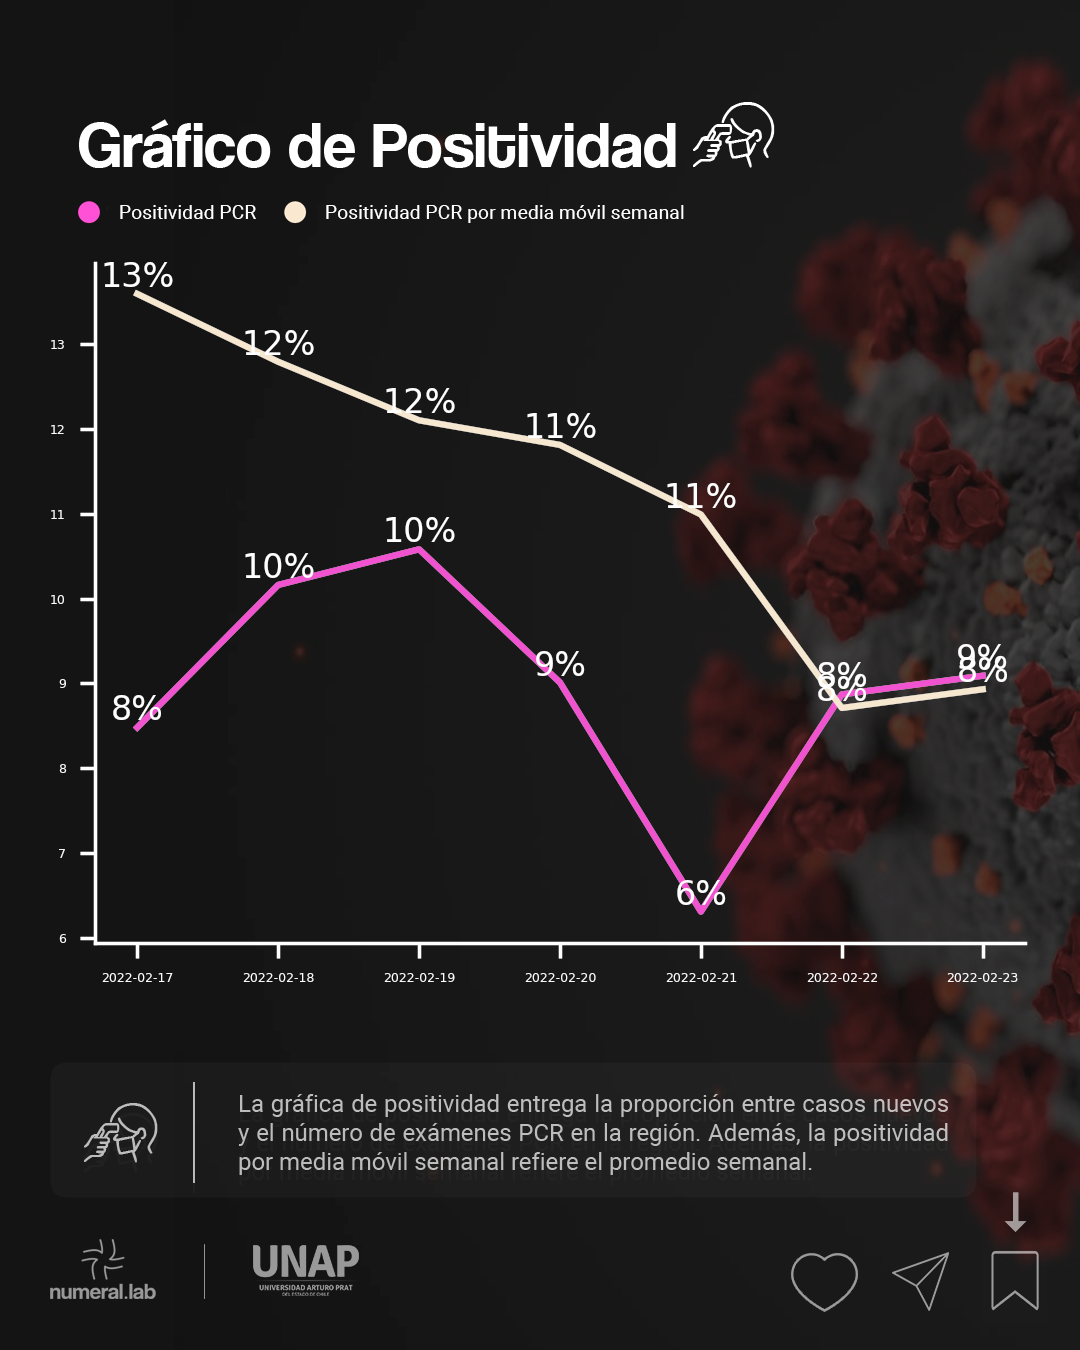 Gráfico de Positividad
Positividad PCR Positividad PCR por media móvil semanal
13%
12%
12%
11%
11%
10%
10%
9%
8%
8%
8%
9%
8%
6%
13
12
11
10
9
8
7
6
2022-02-17 2022-02-18 2022-02-19 2022-02-20 2022-02-21 2022-02-22 2022-02-23
La gráfica de positividad entrega la proporción entre casos nuevos
y el número de exámenes PCR en la región. Además, la positividad
por media móvil semanal refiere el promedio semanal.
numeral.lab
UNAP
UNIVERSIDAD ARTURO PRAT
DEL ESTADO DE CHILE